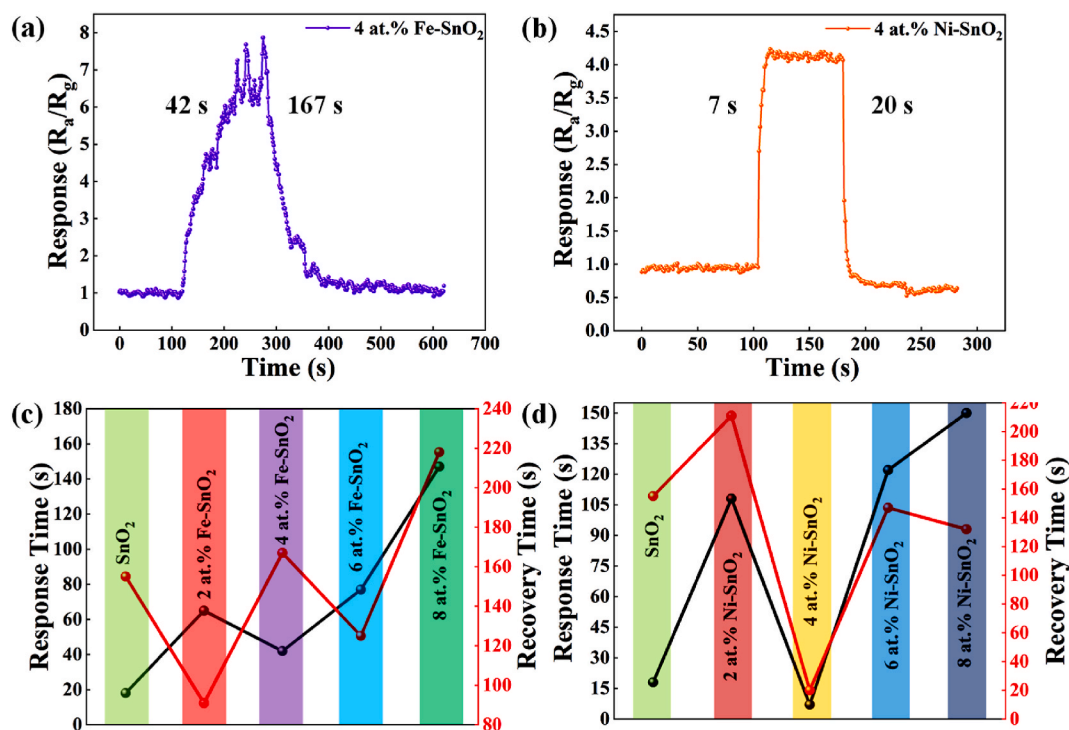 (a)
4 at.% Fe-SnO₂
42 s
167 s
Response (Rₐ/R_g)
8
7
6
5
4
3
2
1
0
0 100 200 300 400 500 600 700
Time (s)
(b)
4 at.% Ni-SnO₂
7 s
20 s
Response (Rₐ/R_g)
4.5
4.0
3.5
3.0
2.5
2.0
1.5
1.0
0.5
0.0
0 50 100 150 200 250 300
Time (s)
(c)
Response Time (s)
180
160
140
120
100
80
60
40
20
0
SnO₂
2 at.% Fe-SnO₂
4 at.% Fe-SnO₂
6 at.% Fe-SnO₂
8 at.% Fe-SnO₂
240
220
200
180
160
140
120
100
80
Recovery Time (s)
(d)
Response Time (s)
150
135
120
105
90
75
60
45
30
15
0
SnO₂
2 at.% Ni-SnO₂
4 at.% Ni-SnO₂
6 at.% Ni-SnO₂
8 at.% Ni-SnO₂
220
200
180
160
140
120
100
80
60
40
20
0
Recovery Time (s)